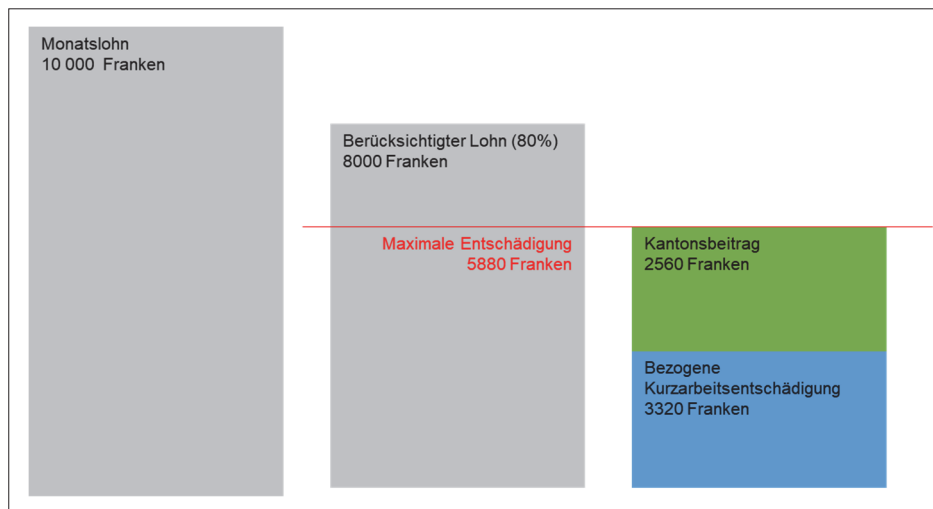 Monatslohn
10 000 Franken
Berücksichtigter Lohn (80%)
8000 Franken
Maximale Entschädigung
5880 Franken
Kantonsbeitrag
2560 Franken
Bezogene
Kurzarbeitsentschädigung
3320 Franken